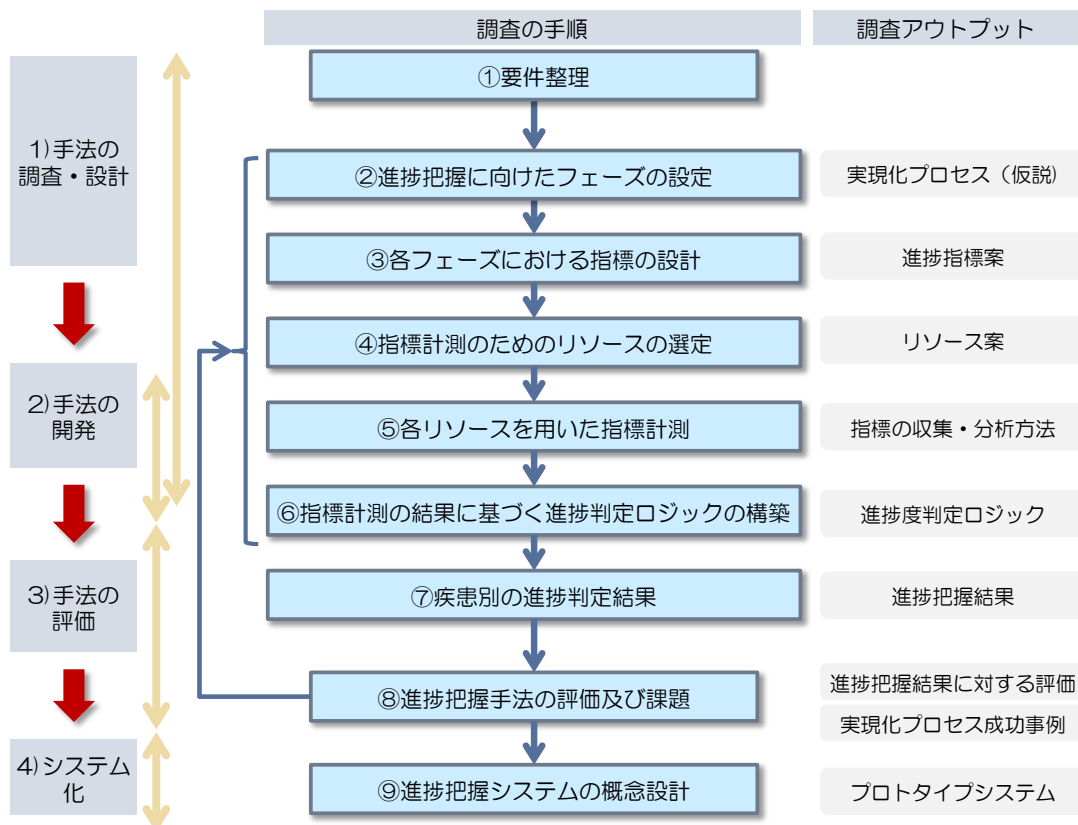 調査の手順
調査アウトプット
1)手法の
調査・設計
2)手法の
開発
3)手法の
評価
4)システム
化
①要件整理
②進捗把握に向けたフェーズの設定
③各フェーズにおける指標の設計
④指標計測のためのリソースの選定
⑤各リソースを用いた指標計測
⑥指標計測の結果に基づく進捗判定ロジックの構築
⑦疾患別の進捗判定結果
⑧進捗把握手法の評価及び課題
⑨進捗把握システムの概念設計
実現化プロセス（仮説)
進捗指標案
リソース案
指標の収集・分析方法
進捗度判定ロジック
進捗把握結果
進捗把握結果に対する評価
実現化プロセス成功事例
プロトタイプシステム